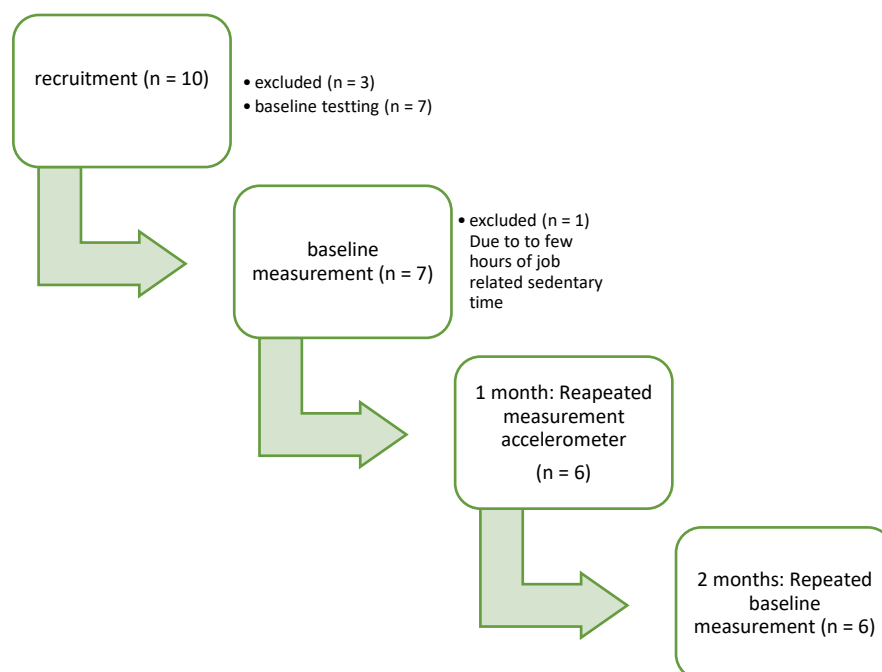 recruitment (n = 10)
• excluded (n = 3)
• baseline testting (n = 7)
baseline
measurement (n = 7)
• excluded (n = 1)
Due to to few
hours of job
related sedentary
time
1 month: Reapeated
measurement
accelerometer
(n = 6)
2 months: Repeated
baseline
measurement (n = 6)